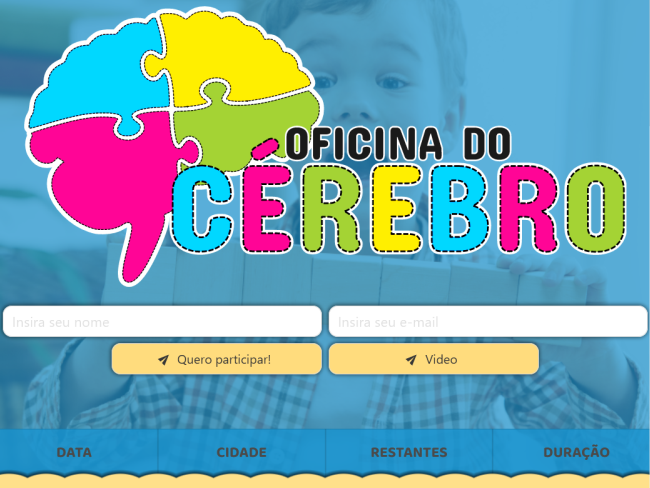 OFICINA DO
CÉREBRO
Insira seu nome
Insira seu e-mail
Quero participar!
Video
DATA
CIDADE
RESTANTES
DURAÇÃO